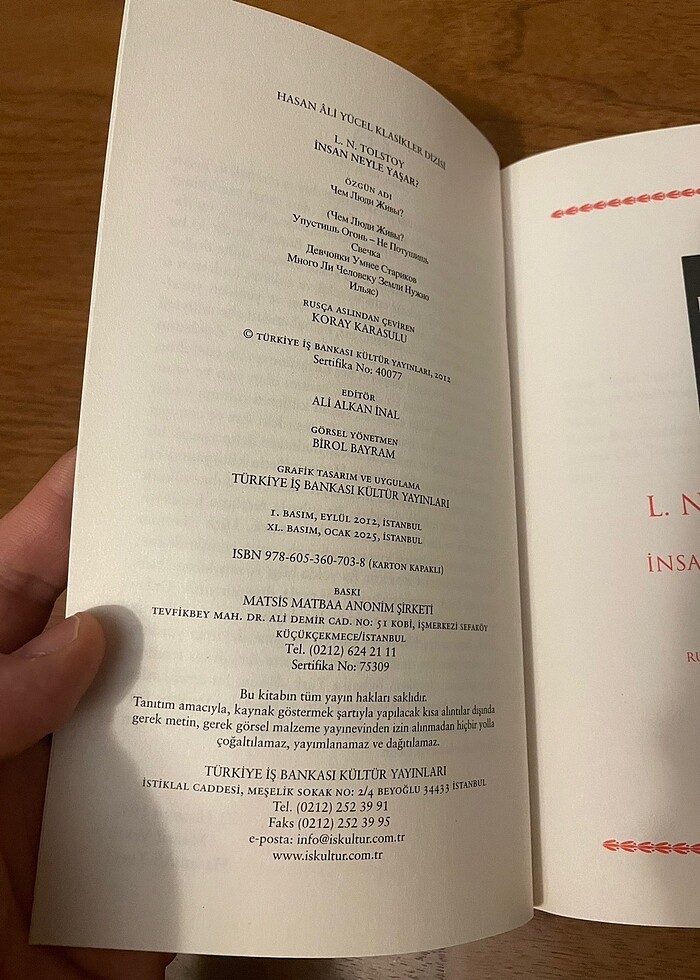 HASAN ÂLİ YÜCEL KLASİKLER DİZİSİ
L. N. TOLSTOY
İNSAN NEYLE YAŞAR?
ÖZGÜN ADI
Чем Люди Живы?
(Чем Люди Живы?
Упустишь Огонь – Не Потушишь
Свечка
Девчонки Умнее Стариков
Много Ли Человеку Земли Нужно
Ильяс)
RUSÇA ASLINDAN ÇEVİREN
KORAY KARASULU
© TÜRKİYE İŞ BANKASI KÜLTÜR YAYINLARI, 2012
Sertifika No: 40077
EDİTÖR
ALİ ALKAN İNAL
GÖRSEL YÖNETMEN
BİROL BAYRAM
GRAFİK TASARIM VE UYGULAMA
TÜRKİYE İŞ BANKASI KÜLTÜR YAYINLARI
1. BASIM, EYLÜL 2012, İSTANBUL
XL. BASIM, OCAK 2025, İSTANBUL
ISBN 978-605-360-703-8 (KARTON KAPAKLI)
BASKI
MATSİS MATBAA ANONİM ŞİRKETİ
TEVFİKBEY MAH. DR. ALİ DEMİR CAD. NO: 51 KOBİ, İŞMERKEZİ SEFAKÖY
KÜÇÜKÇEKMECE/İSTANBUL
Tel. (0212) 624 21 11
Sertifika No: 75309
Bu kitabın tüm yayın hakları saklıdır.
Tanıtım amacıyla, kaynak göstermek şartıyla yapılacak kısa alıntılar dışında
gerek metin, gerek görsel malzeme yayınevinden izin alınmadan hiçbir yolla
çoğaltılamaz, yayımlanamaz ve dağıtılamaz.
TÜRKİYE İŞ BANKASI KÜLTÜR YAYINLARI
İSTİKLAL CADDESİ, MEŞELİK SOKAK NO: 2/4 BEYOĞLU 34433 İSTANBUL
Tel. (0212) 252 39 91
Faks (0212) 252 39 95
e-posta: info@iskultur.com.tr
www.iskultur.com.tr
L. N
İNSA
RU